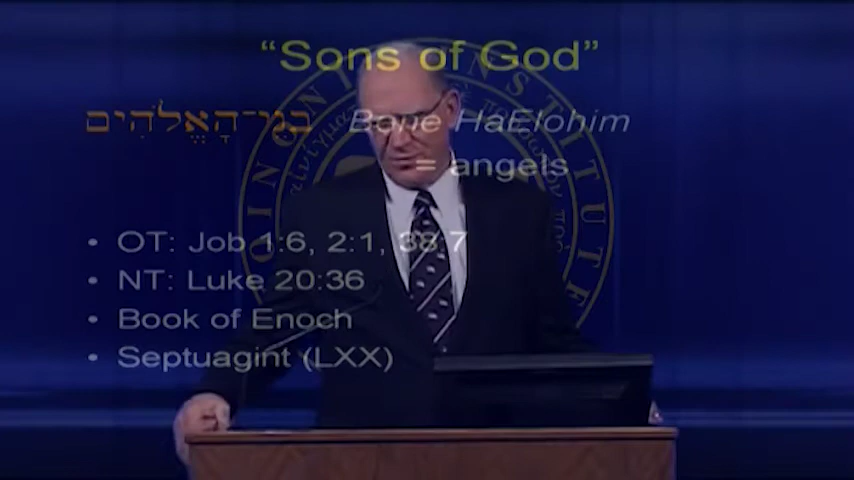 “Sons of God”
בְנֵי־הָאֱלֹהִים Bene HaElohim
= angels
• OT: Job 1:6, 2:1, 38:7
• NT: Luke 20:36
• Book of Enoch
• Septuagint (LXX)
INSTITUTE